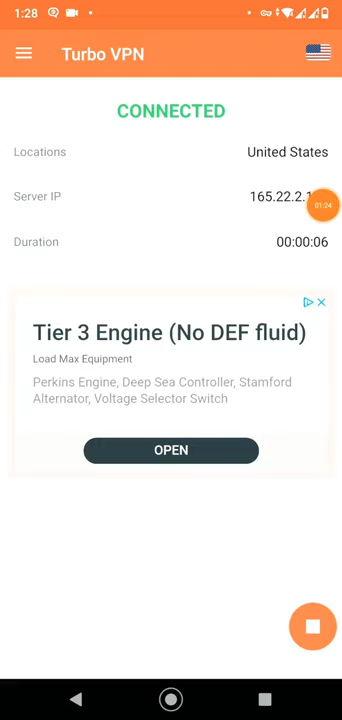 1:28
Turbo VPN
CONNECTED
Locations United States
Server IP 165.22.2.1
01:24
Duration 00:00:06
Tier 3 Engine (No DEF fluid)
Load Max Equipment
Perkins Engine, Deep Sea Controller, Stamford
Alternator, Voltage Selector Switch
OPEN